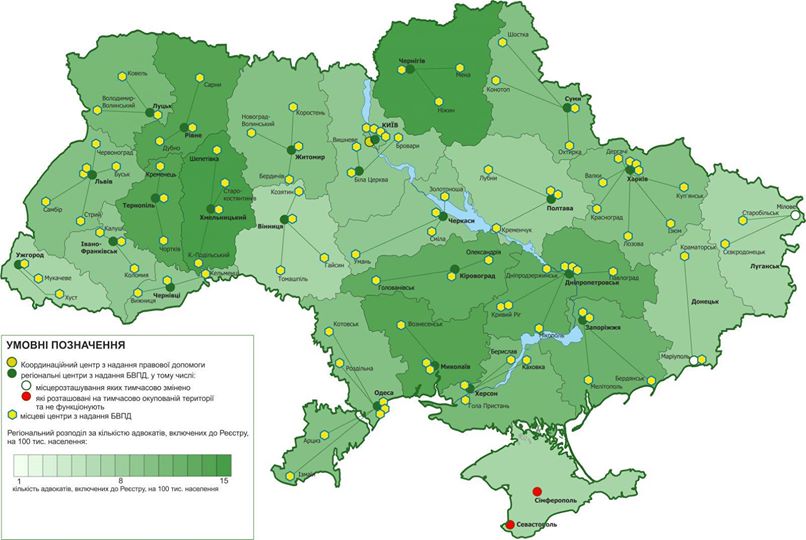 Шостка
Чернігів
Мена
Конотоп
Ковель
Сарни
Суми
Ніжин
Володимир-
Волинський
Луцьк
Новоград-
Волинський
Коростень
Рівне
КИЇВ
Вишневе
Бровари
Дубно
Охтирка
Червоноград
Шепетівка
Житомир
Дергачі
Львів
Буськ
Кременець
Біла Церква
Лубни
Валки
Харків
Бердичів
Старо-
костянтинів
Козятин
Золотоноша
Куп'янськ
Самбір
Тернопіль
Полтава
Мілове
Стрий
Хмельницький
Вінниця
Черкаси
Красноград
Старобільськ
Калуш
Кременчук
Ізюм
Івано-
Франківськ
Чортків
Сміла
Лозова
Ужгород
К.-Подільський
Умань
Гайсин
Олександрія
Краматорськ
Сєвєродонецьк
Коломия
Кельменці
Томашпіль
Кіровоград
Дніпродзержинськ
Павлоград
Луганськ
Мукачеве
Чернівці
Голованівськ
Дніпропетровськ
Хуст
Вижниця
Донецьк
Кривий Ріг
Котовськ
Вознесенськ
Нікополь
Запоріжжя
УМОВНІ ПОЗНАЧЕННЯ
Координаційний центр з надання правової допомоги
регіональні центри з надання БВПД, у тому числі:
місцерозташування яких тимчасово змінено
які розташовані на тимчасово окупованій території
та не функціонують
місцеві центри з надання БВПД
Регіональний розподіл за кількістю адвокатів, включених до Реєстру,
на 100 тис. населення:
1
8
15
кількість адвокатів, включених до Реєстру, на 100 тис. населення
Роздільна
Миколаїв
Берислав
Каховка
Маріуполь
Мелітополь
Бердянськ
Одеса
Херсон
Гола Пристань
Арциз
Ізмаїл
Сімферополь
Севастополь